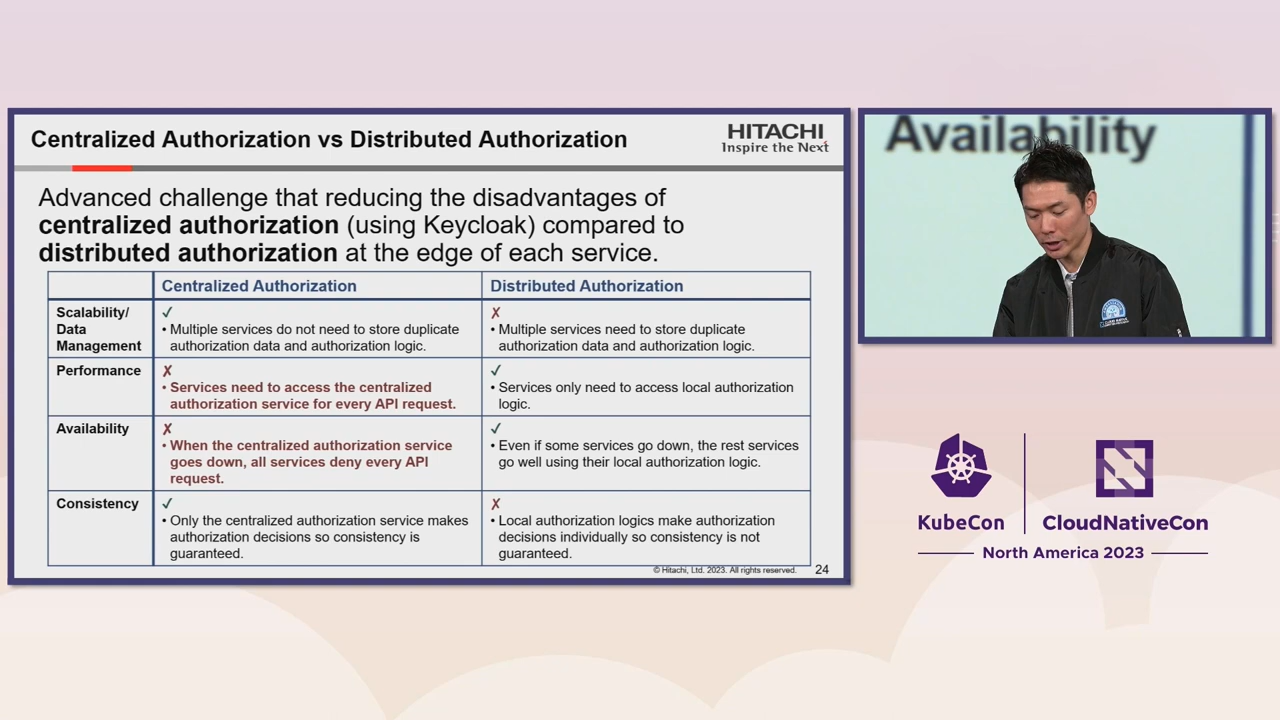 Centralized Authorization vs Distributed Authorization
HITACHI
Inspire the Next
Advanced challenge that reducing the disadvantages of
centralized authorization (using Keycloak) compared to
distributed authorization at the edge of each service.
Centralized Authorization
Distributed Authorization
Scalability/
Data
Management
✓
• Multiple services do not need to store duplicate
authorization data and authorization logic.
✗
• Multiple services need to store duplicate
authorization data and authorization logic.
Performance
✗
• Services need to access the centralized
authorization service for every API request.
✓
• Services only need to access local authorization
logic.
Availability
✗
• When the centralized authorization service
goes down, all services deny every API
request.
✓
• Even if some services go down, the rest services
go well using their local authorization logic.
Consistency
✓
• Only the centralized authorization service makes
authorization decisions so consistency is
guaranteed.
✗
• Local authorization logics make authorization
decisions individually so consistency is not
guaranteed.
© Hitachi, Ltd. 2023. All rights reserved.
24
Availability
KubeCon
CloudNativeCon
North America 2023